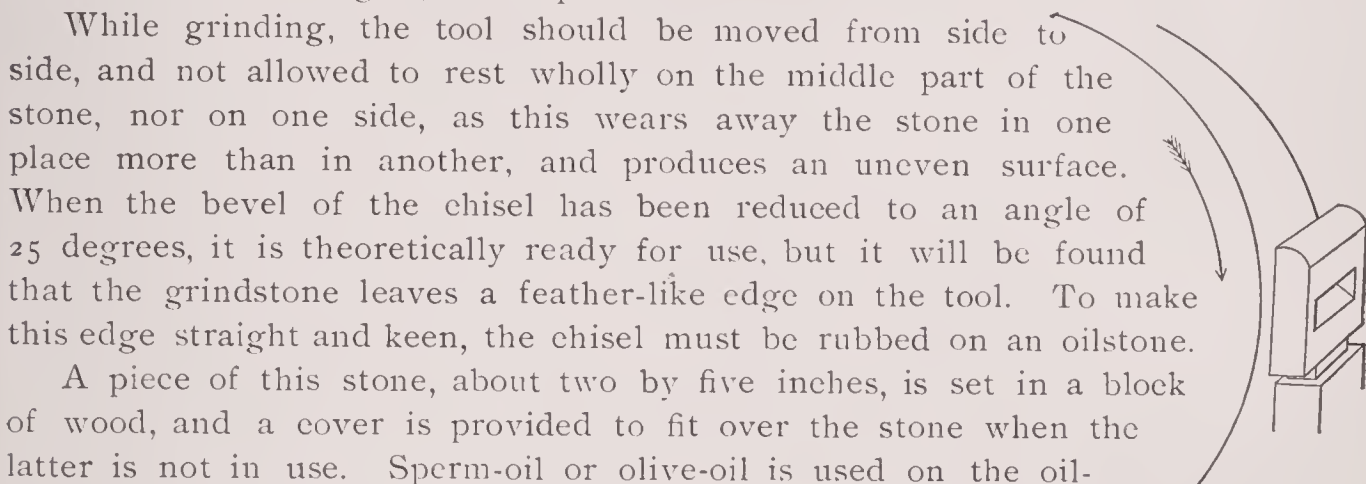 While grinding, the tool should be moved from side to
side, and not allowed to rest wholly on the middle part of the
stone, nor on one side, as this wears away the stone in one
place more than in another, and produces an uneven surface.
When the bevel of the chisel has been reduced to an angle of
25 degrees, it is theoretically ready for use, but it will be found
that the grindstone leaves a feather-like edge on the tool. To make
this edge straight and keen, the chisel must be rubbed on an oilstone.
A piece of this stone, about two by five inches, is set in a block
of wood, and a cover is provided to fit over the stone when the
latter is not in use. Sperm-oil or olive-oil is used on the oil-